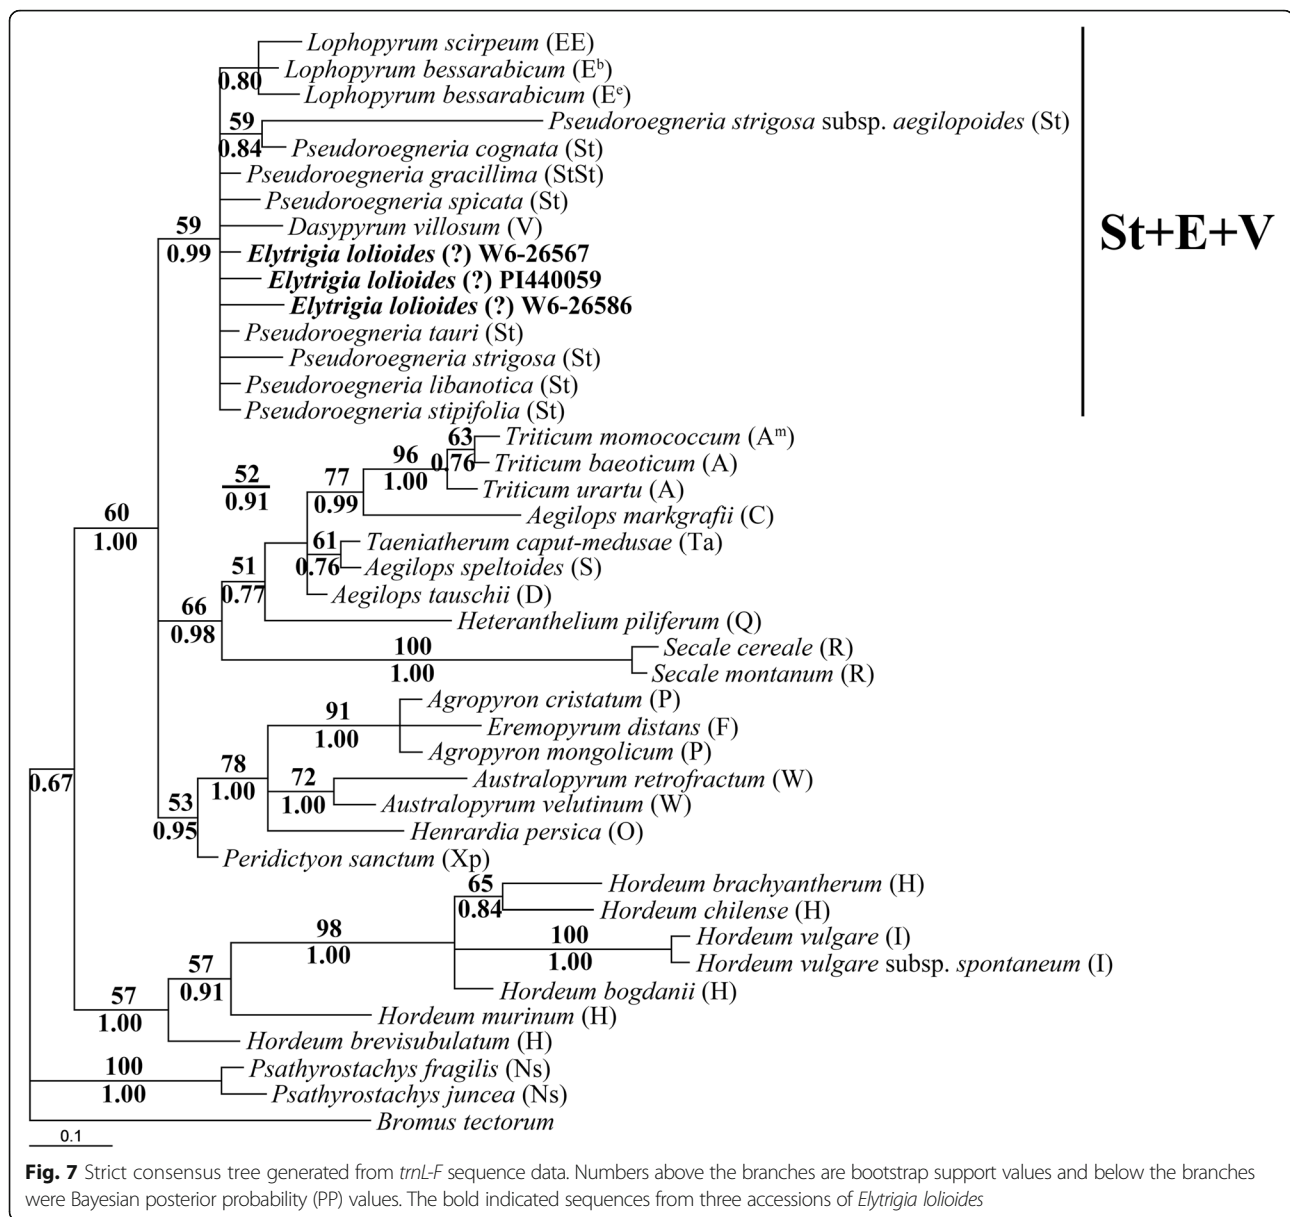 Lophopyrum scirpeum (EE)
Lophopyrum bessarabicum (Eᵇ)
0.80
Lophopyrum bessarabicum (Eᵉ)
59
Pseudoroegneria strigosa subsp. aegilopoides (St)
0.84
Pseudoroegneria cognata (St)
Pseudoroegneria gracillima (StSt)
Pseudoroegneria spicata (St)
59
Dasypyrum villosum (V)
St+E+V
0.99
Elytrigia lolioides (?) W6-26567
Elytrigia lolioides (?) PI440059
Elytrigia lolioides (?) W6-26586
Pseudoroegneria tauri (St)
Pseudoroegneria strigosa (St)
Pseudoroegneria libanotica (St)
Pseudoroegneria stipifolia (St)
63
Triticum momococcum (Aᵐ)
96
0.76
Triticum baeoticum (A)
52
77
1.00
Triticum urartu (A)
0.91
0.99
Aegilops markgrafii (C)
60
1.00
61
Taeniatherum caput-medusae (Ta)
51
0.76
Aegilops speltoides (S)
0.77
Aegilops tauschii (D)
66
Heteranthelium piliferum (Q)
0.98
100
Secale cereale (R)
1.00
Secale montanum (R)
Agropyron cristatum (P)
91
Eremopyrum distans (F)
1.00
Agropyron mongolicum (P)
78
72
Australopyrum retrofractum (W)
0.67
1.00
1.00
Australopyrum velutinum (W)
53
0.95
Henrardia persica (O)
Peridictyon sanctum (Xp)
65
Hordeum brachyantherum (H)
0.84
Hordeum chilense (H)
98
100
Hordeum vulgare (I)
1.00
1.00
Hordeum vulgare subsp. spontaneum (I)
57
0.91
Hordeum bogdanii (H)
57
1.00
Hordeum murinum (H)
Hordeum brevisubulatum (H)
100
Psathyrostachys fragilis (Ns)
1.00
Psathyrostachys juncea (Ns)
Bromus tectorum
0.1
Fig. 7 Strict consensus tree generated from trnL-F sequence data. Numbers above the branches are bootstrap support values and below the branches
were Bayesian posterior probability (PP) values. The bold indicated sequences from three accessions of Elytrigia lolioides